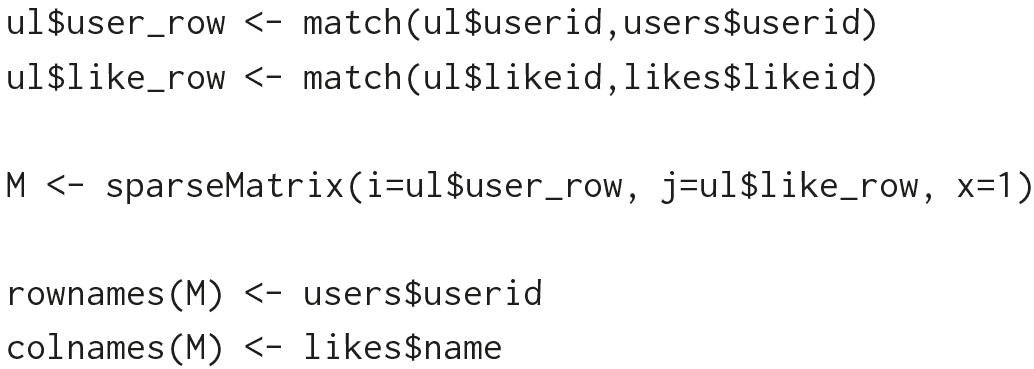 ul$user_row <- match(ul$userid,users$userid)
ul$like_row <- match(ul$likeid,likes$likeid)
M <- sparseMatrix(i=ul$user_row, j=ul$like_row, x=1)
rownames(M) <- users$userid
colnames(M) <- likes$name